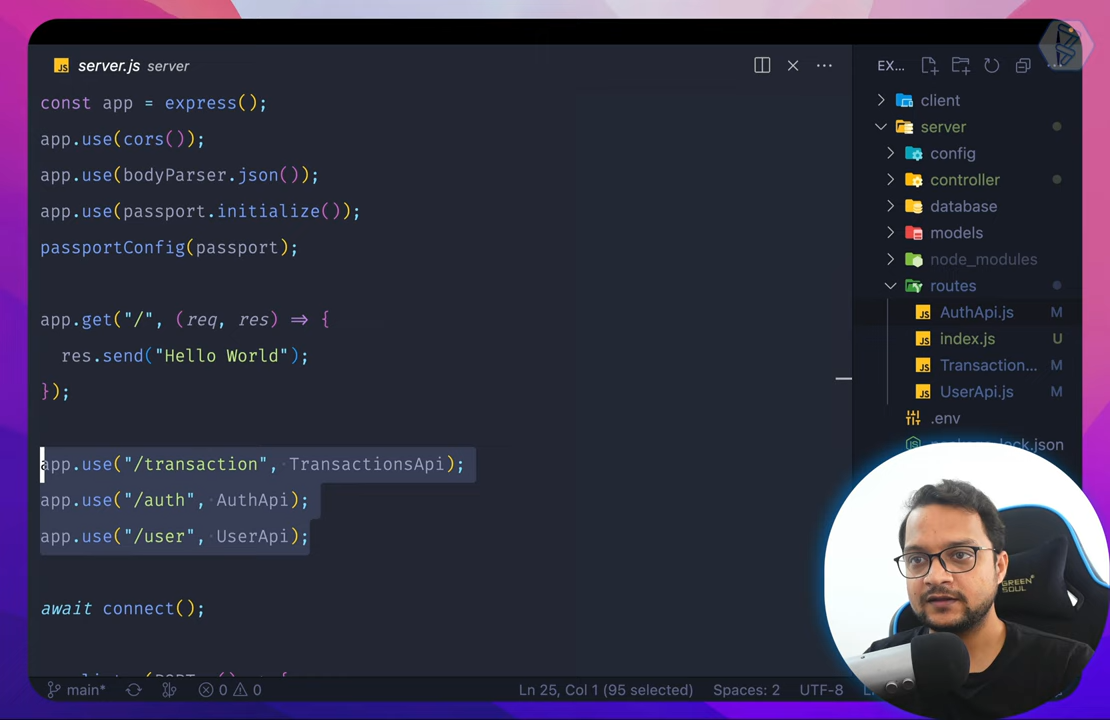 server.js server
const app = express();
app.use(cors());
app.use(bodyParser.json());
app.use(passport.initialize());
passportConfig(passport);
app.get("/", (req, res) ⇒ {
res.send("Hello World");
});
app.use("/transaction", TransactionsApi);
app.use("/auth", AuthApi);
app.use("/user", UserApi);
await connect();
main*
0
0
Ln 25, Col 1 (95 selected)
Spaces: 2
UTF-8
EX...
client
server
config
controller
database
models
node_modules
routes
AuthApi.js M
index.js U
Transaction... M
UserApi.js M
.env
GREEN
SOUL